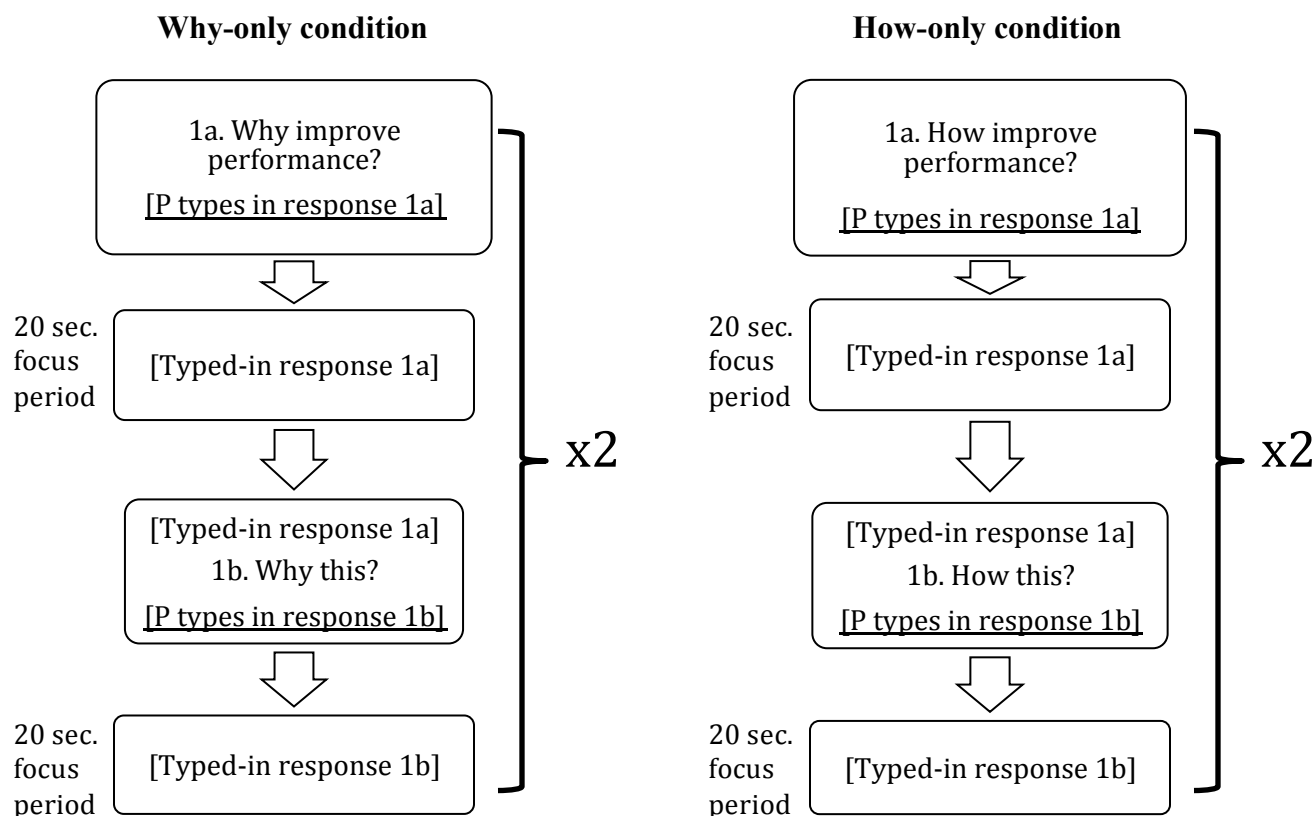 Why-only condition
1a. Why improve
performance?
[P types in response 1a]
20 sec.
focus
period
[Typed-in response 1a]
[Typed-in response 1a]
1b. Why this?
[P types in response 1b]
20 sec.
focus
period
[Typed-in response 1b]
x2
How-only condition
1a. How improve
performance?
[P types in response 1a]
20 sec.
focus
period
[Typed-in response 1a]
[Typed-in response 1a]
1b. How this?
[P types in response 1b]
20 sec.
focus
period
[Typed-in response 1b]
x2